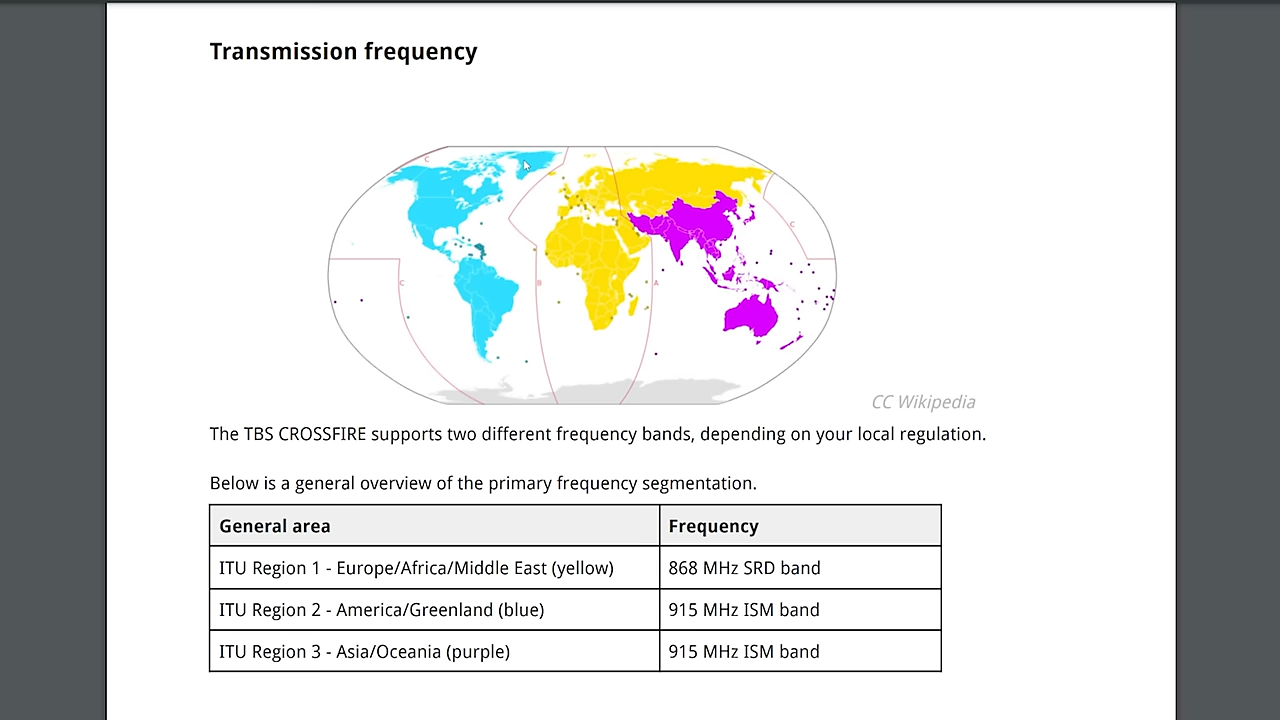 Transmission frequency
C
C
C
B
A
CC Wikipedia
The TBS CROSSFIRE supports two different frequency bands, depending on your local regulation.
Below is a general overview of the primary frequency segmentation.
General area Frequency
ITU Region 1 - Europe/Africa/Middle East (yellow) 868 MHz SRD band
ITU Region 2 - America/Greenland (blue) 915 MHz ISM band
ITU Region 3 - Asia/Oceania (purple) 915 MHz ISM band